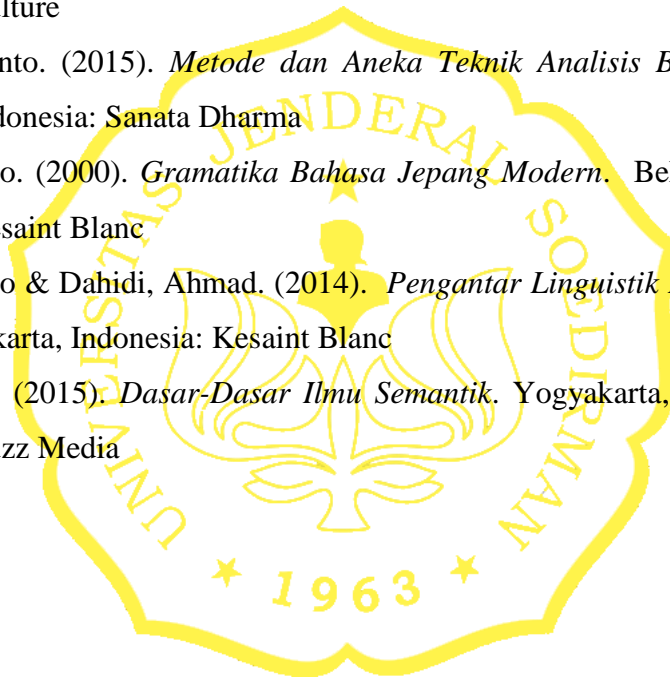 lture
nto. (2015). Metode dan Aneka Teknik Analisis B
donesia: Sanata Dharma
o. (2000). Gramatika Bahasa Jepang Modern. Be
saint Blanc
o & Dahidi, Ahmad. (2014). Pengantar Linguistik
karta, Indonesia: Kesaint Blanc
(2015). Dasar-Dasar Ilmu Semantik. Yogyakarta,
zz Media
UNIVERSITAS JENDERAL SOEDIRMAN
1963